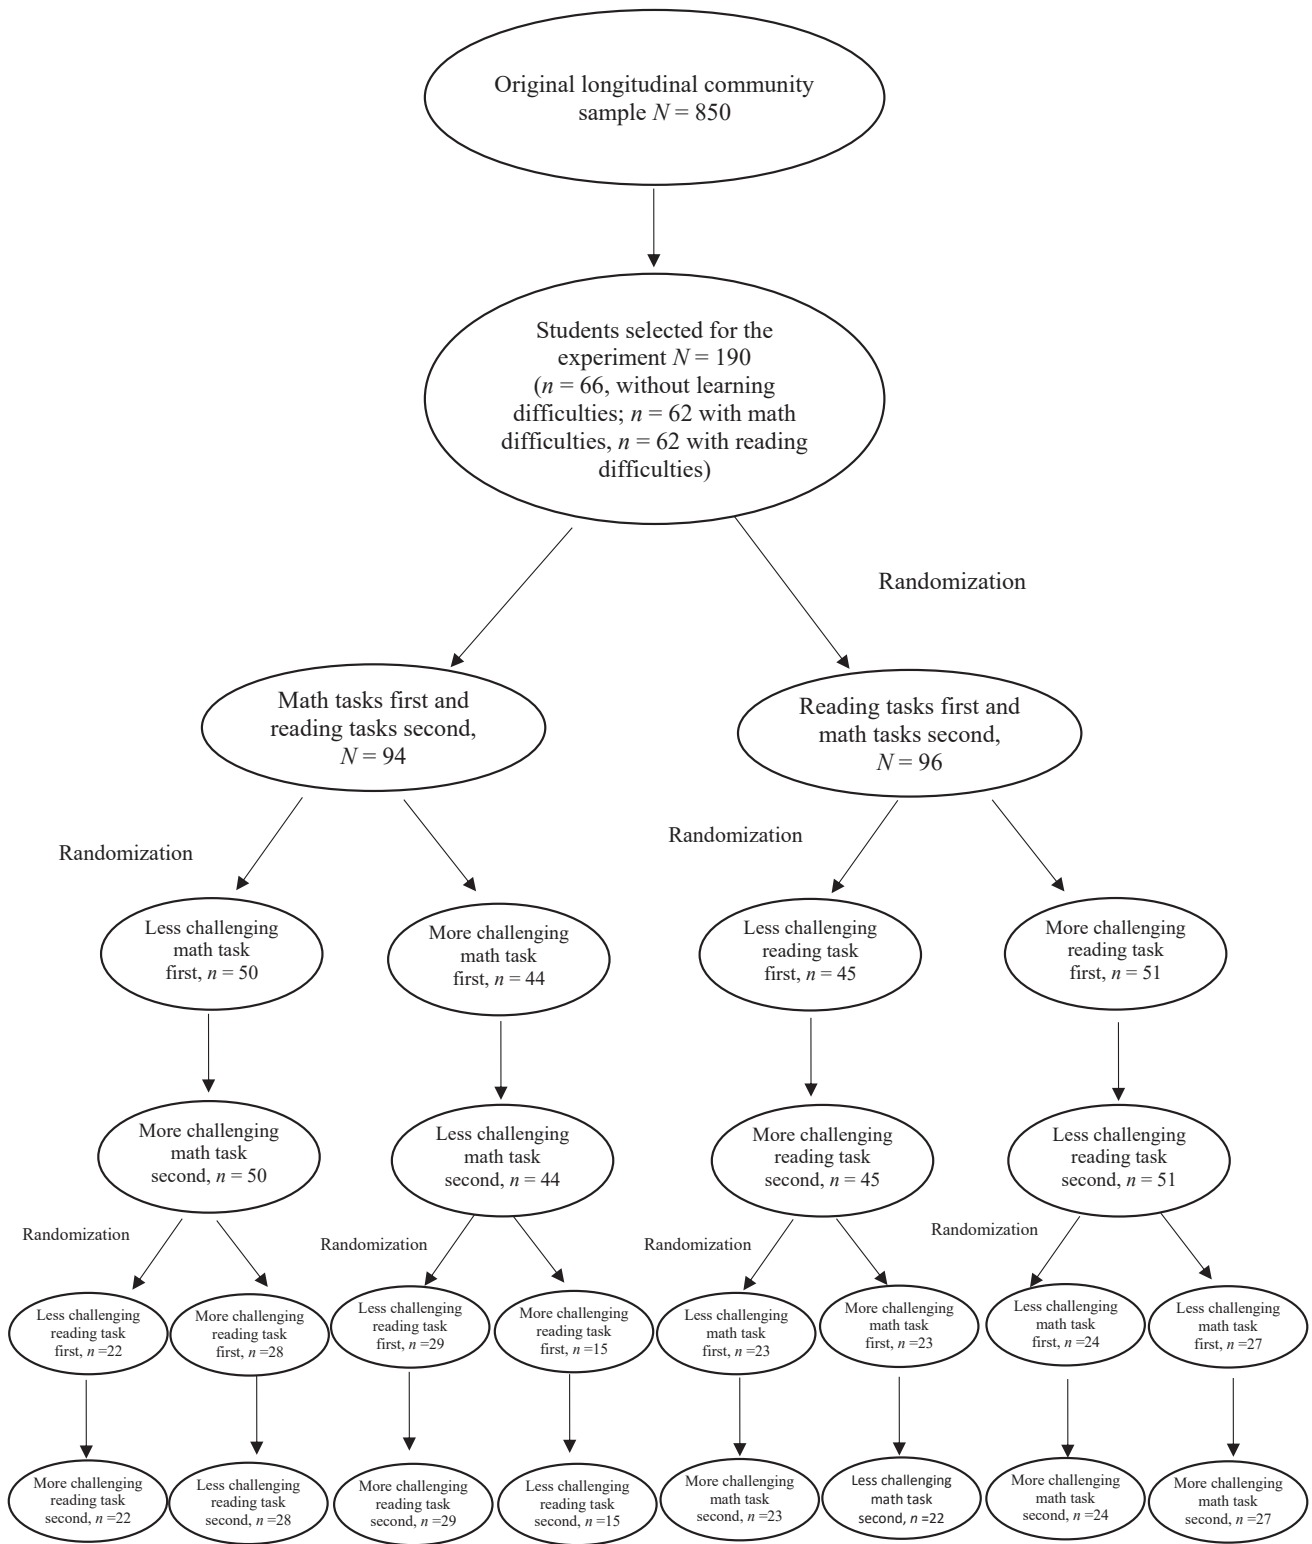 Original longitudinal community
sample N = 850
Students selected for the
experiment N = 190
(n = 66, without learning
difficulties; n = 62 with math
difficulties, n = 62 with reading
difficulties)
Randomization
Math tasks first and
reading tasks second,
N = 94
Reading tasks first and
math tasks second,
N = 96
Randomization
Randomization
Less challenging
math task
first, n = 50
More challenging
math task
first, n = 44
Less challenging
reading task
first, n = 45
More challenging
reading task
first, n = 51
More challenging
math task
second, n = 50
Less challenging
math task
second, n = 44
More challenging
reading task
second, n = 45
Less challenging
reading task
second, n = 51
Randomization
Randomization
Randomization
Randomization
Less challenging
reading task
first, n =22
More challenging
reading task
first, n =28
Less challenging
reading task
first, n =29
More challenging
reading task
first, n =15
Less challenging
math task
first, n =23
More challenging
math task
first, n =23
Less challenging
math task
first, n =24
Less challenging
math task
first, n =27
More challenging
reading task
second, n =22
Less challenging
reading task
second, n =28
More challenging
reading task
second, n =29
Less challenging
reading task
second, n =15
More challenging
math task
second, n =23
Less challenging
math task
second, n =22
More challenging
math task
second, n =24
More challenging
math task
second, n =27